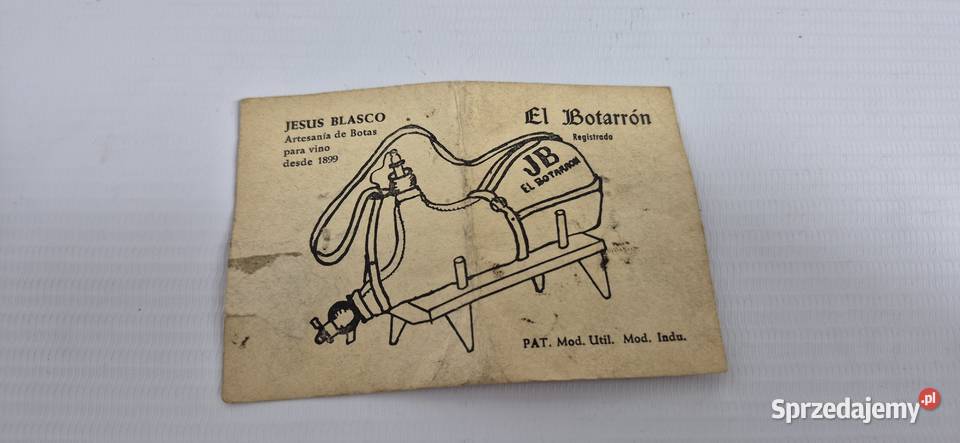 JESUS BLASCO
Artesanía de Botas
para vino
desde 1899
El Botarrón
Registrado
JB
EL BOTARRON
PAT. Mod. Util. Mod. Indu.
Sprzedajemy.pl